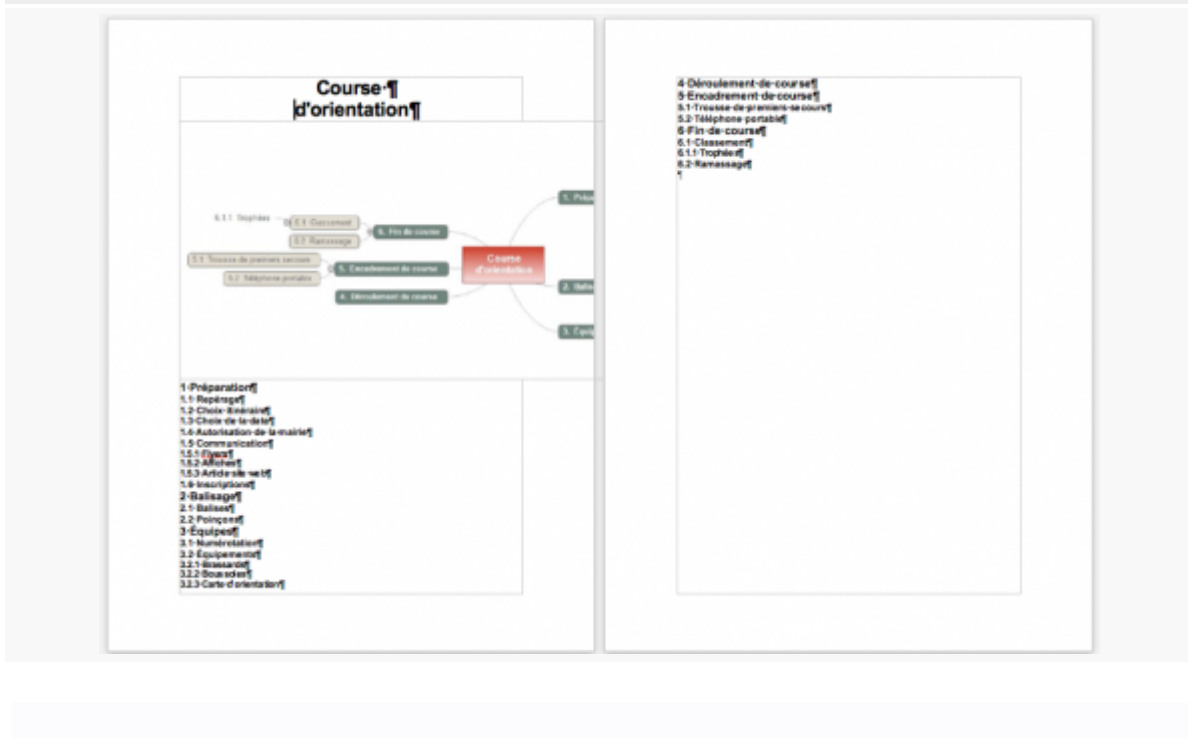 Course ¶
d'orientation¶
1. Prépa
6.1.1 Trophées
6.1 Classement
6. Fin de course
6.2 Ramassage
Course
d'orientation
5.1 Trousse de premiers secours
5. Encadrement de course
5.2 Téléphone portable
2. Balis
4. Déroulement de course
3. Équip
1·Préparation¶
1.1·Repérage¶
1.2·Choix·itinéraire¶
1.3·Choix·de·la·date¶
1.4·Autorisation·de·la·mairie¶
1.5·Communication¶
1.5.1·Flyers¶
1.5.2·Affiches¶
1.5.3·Article·site·web¶
1.6·Inscriptions¶
2·Balisage¶
2.1·Balises¶
2.2·Poinçons¶
3·Équipes¶
3.1·Numérotation¶
3.2·Équipements¶
3.2.1·Brassards¶
3.2.2·Boussoles¶
3.2.3·Carte·d'orientation¶
4·Déroulement·de·course¶
5·Encadrement·de·course¶
5.1·Trousse·de·premiers·secours¶
5.2·Téléphone·portable¶
6·Fin·de·course¶
6.1·Classement¶
6.1.1·Trophées¶
6.2·Ramassage¶
¶